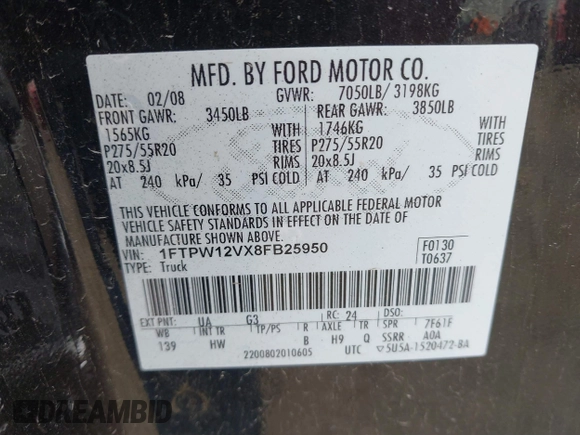 MFD. BY FORD MOTOR CO.
DATE: 02/08 GVWR: 7050LB/ 3198KG
FRONT GAWR: 3450LB REAR GAWR: 3850LB
1565KG WITH 1746KG WITH
P275/55R20 TIRES P275/55R20 TIRES
20x8.5J RIMS 20x8.5J RIMS
AT 240 kPa/ 35 PSI COLD AT 240 kPa/ 35 PSI COLD
THIS VEHICLE CONFORMS TO ALL APPLICABLE FEDERAL MOTOR
VEHICLE SAFETY STANDARDS IN EFFECT ON THE DATE OF
MANUFACTURE SHOWN ABOVE.
VIN: 1FTPW12VX8FB25950 F0130
TYPE: Truck T0637
EXT PNT: UA G3 RC: 24 DSO:
WB INT TR TP/PS R AXLE TR SPR 7F61F
139 HW B H9 Q SSRR A0A
2200802010605 UTC 5U5A-1520472-BA
DAEAMBID